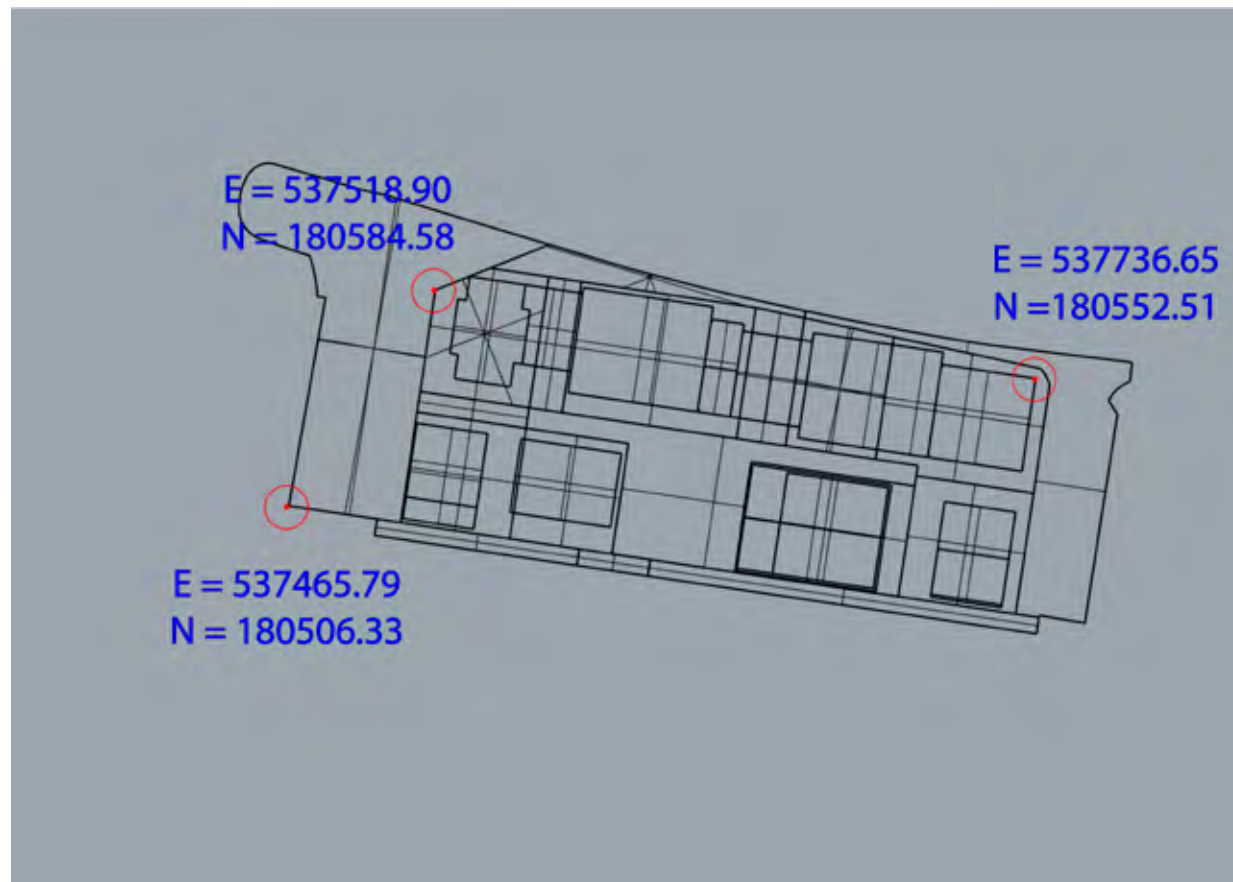 E = 537518.90
N = 180584.58
E = 537736.65
N =180552.51
E = 537465.79
N = 180506.33